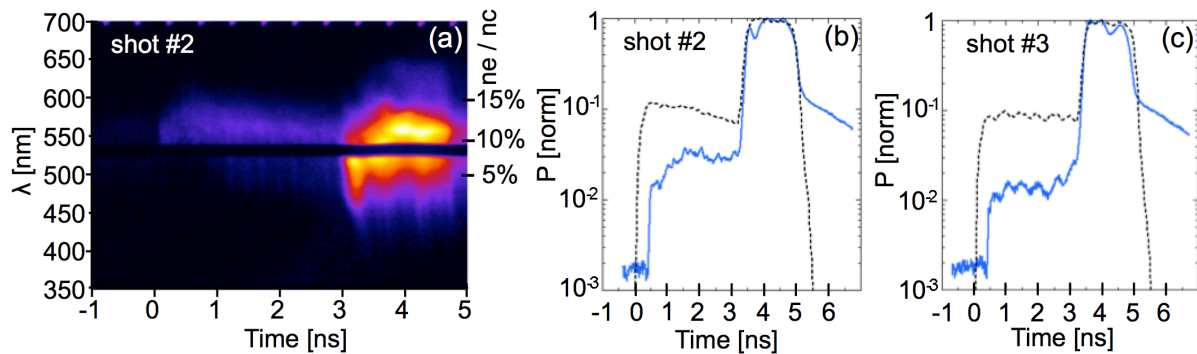 shot #2
(a)
λ [nm]
700
650
600
550
500
450
400
350
-1 0 1 2 3 4 5
Time [ns]
ne / nc
15%
10%
5%
shot #2
(b)
P [norm]
1
10-1
10-2
10-3
-1 0 1 2 3 4 5 6
Time [ns]
shot #3
(c)
P [norm]
1
10-1
10-2
10-3
-1 0 1 2 3 4 5 6
Time [ns]